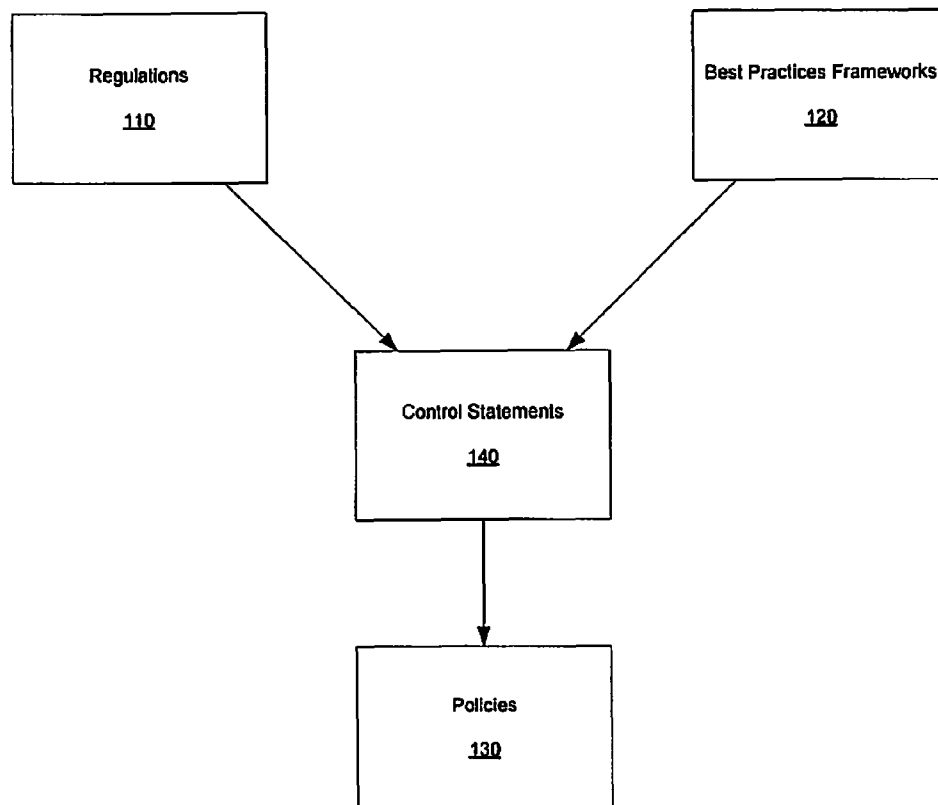 Regulations
110
Best Practices Frameworks
120
Control Statements
140
Policies
130